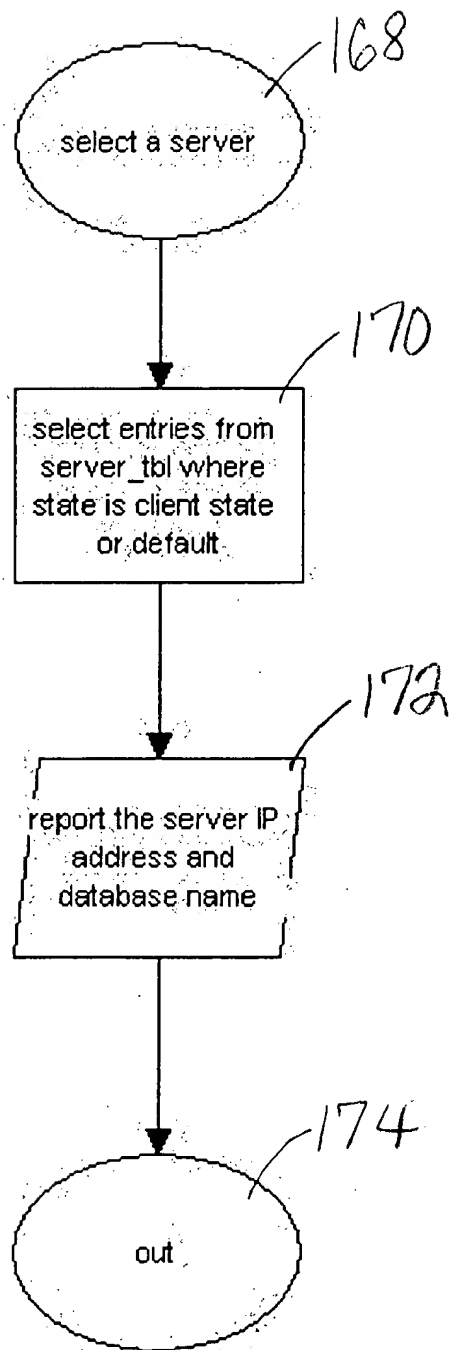 168
select a server
170
select entries from
server_tbl where
state is client state
or default
172
report the server IP
address and
database name
174
out